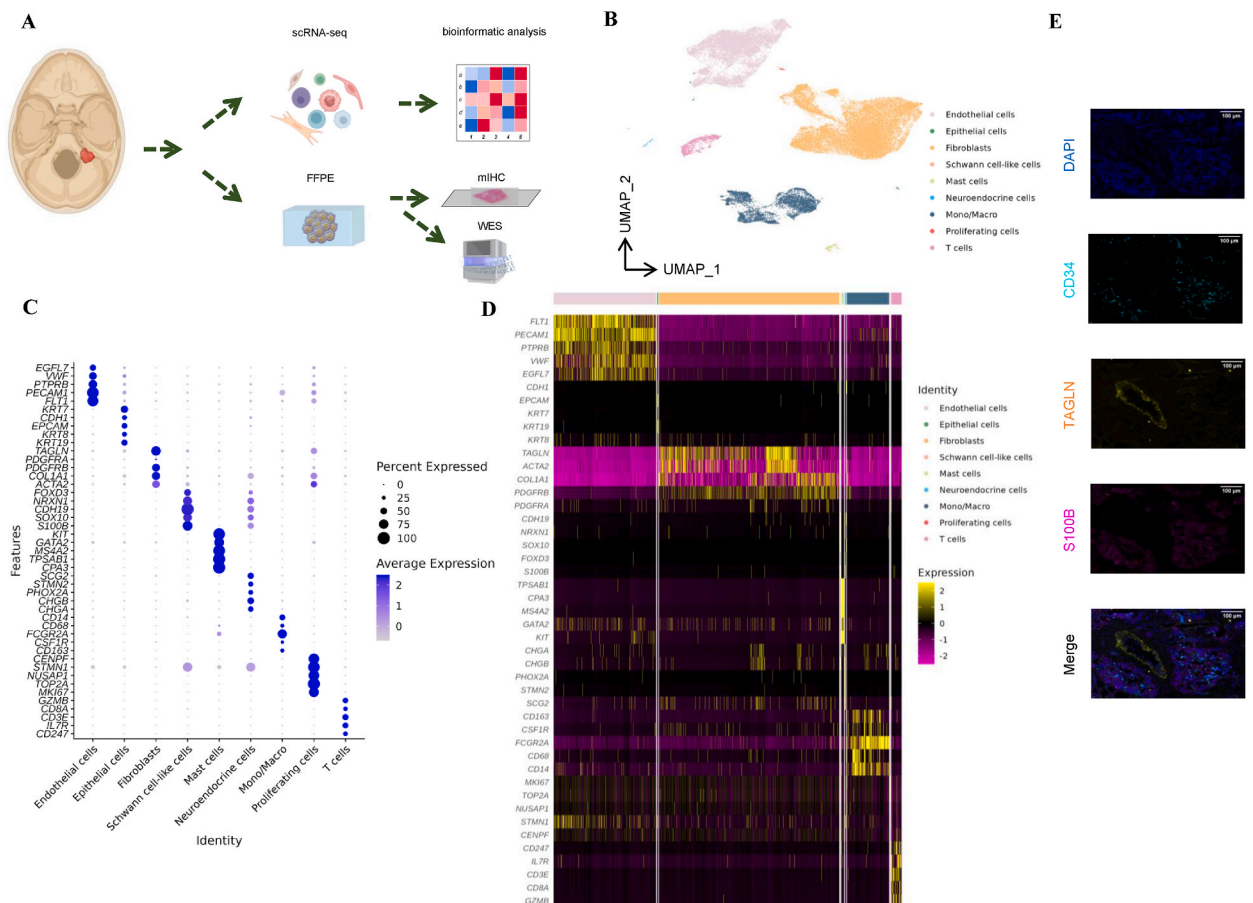 A
scRNA-seq
bioinformatic analysis
a
b
c
d
e
1 2 3 4 5
FFPE
mIHC
WES
B
UMAP_2
UMAP_1
Endothelial cells
Epithelial cells
Fibroblasts
Schwann cell-like cells
Mast cells
Neuroendocrine cells
Mono/Macro
Proliferating cells
T cells
C
Features
EGFL7
VWF
PTPRB
PECAM1
FLT1
KRT7
CDH1
EPCAM
KRT8
KRT19
TAGLN
PDGFRA
PDGFRB
COL1A1
ACTA2
FOXD3
NRXN1
CDH19
SOX10
S100B
KIT
GATA2
MS4A2
TPSAB1
CPA3
SCG2
STMN2
PHOX2A
CHGB
CHGA
CD14
CD68
FCGR2A
CSF1R
CD163
CENPF
STMN1
NUSAP1
TOP2A
MKI67
GZMB
CD8A
CD3E
IL7R
CD247
Endothelial cells
Epithelial cells
Fibroblasts
Schwann cell-like cells
Mast cells
Neuroendocrine cells
Mono/Macro
Proliferating cells
T cells
Identity
Percent Expressed
0
25
50
75
100
Average Expression
2
1
0
D
FLT1
PECAM1
PTPRB
VWF
EGFL7
CDH1
EPCAM
KRT7
KRT19
KRT8
TAGLN
ACTA2
COL1A1
PDGFRB
PDGFRA
CDH19
NRXN1
SOX10
FOXD3
S100B
TPSAB1
CPA3
MS4A2
GATA2
KIT
CHGA
CHGB
PHOX2A
STMN2
SCG2
CD163
CSF1R
FCGR2A
CD68
CD14
MKI67
TOP2A
NUSAP1
STMN1
CENPF
CD247
IL7R
CD3E
CD8A
GZMB
Identity
Endothelial cells
Epithelial cells
Fibroblasts
Schwann cell-like cells
Mast cells
Neuroendocrine cells
Mono/Macro
Proliferating cells
T cells
Expression
2
1
0
-1
-2
E
DAPI
100 μm
CD34
100 μm
TAGLN
100 μm
S100B
100 μm
Merge
100 μm